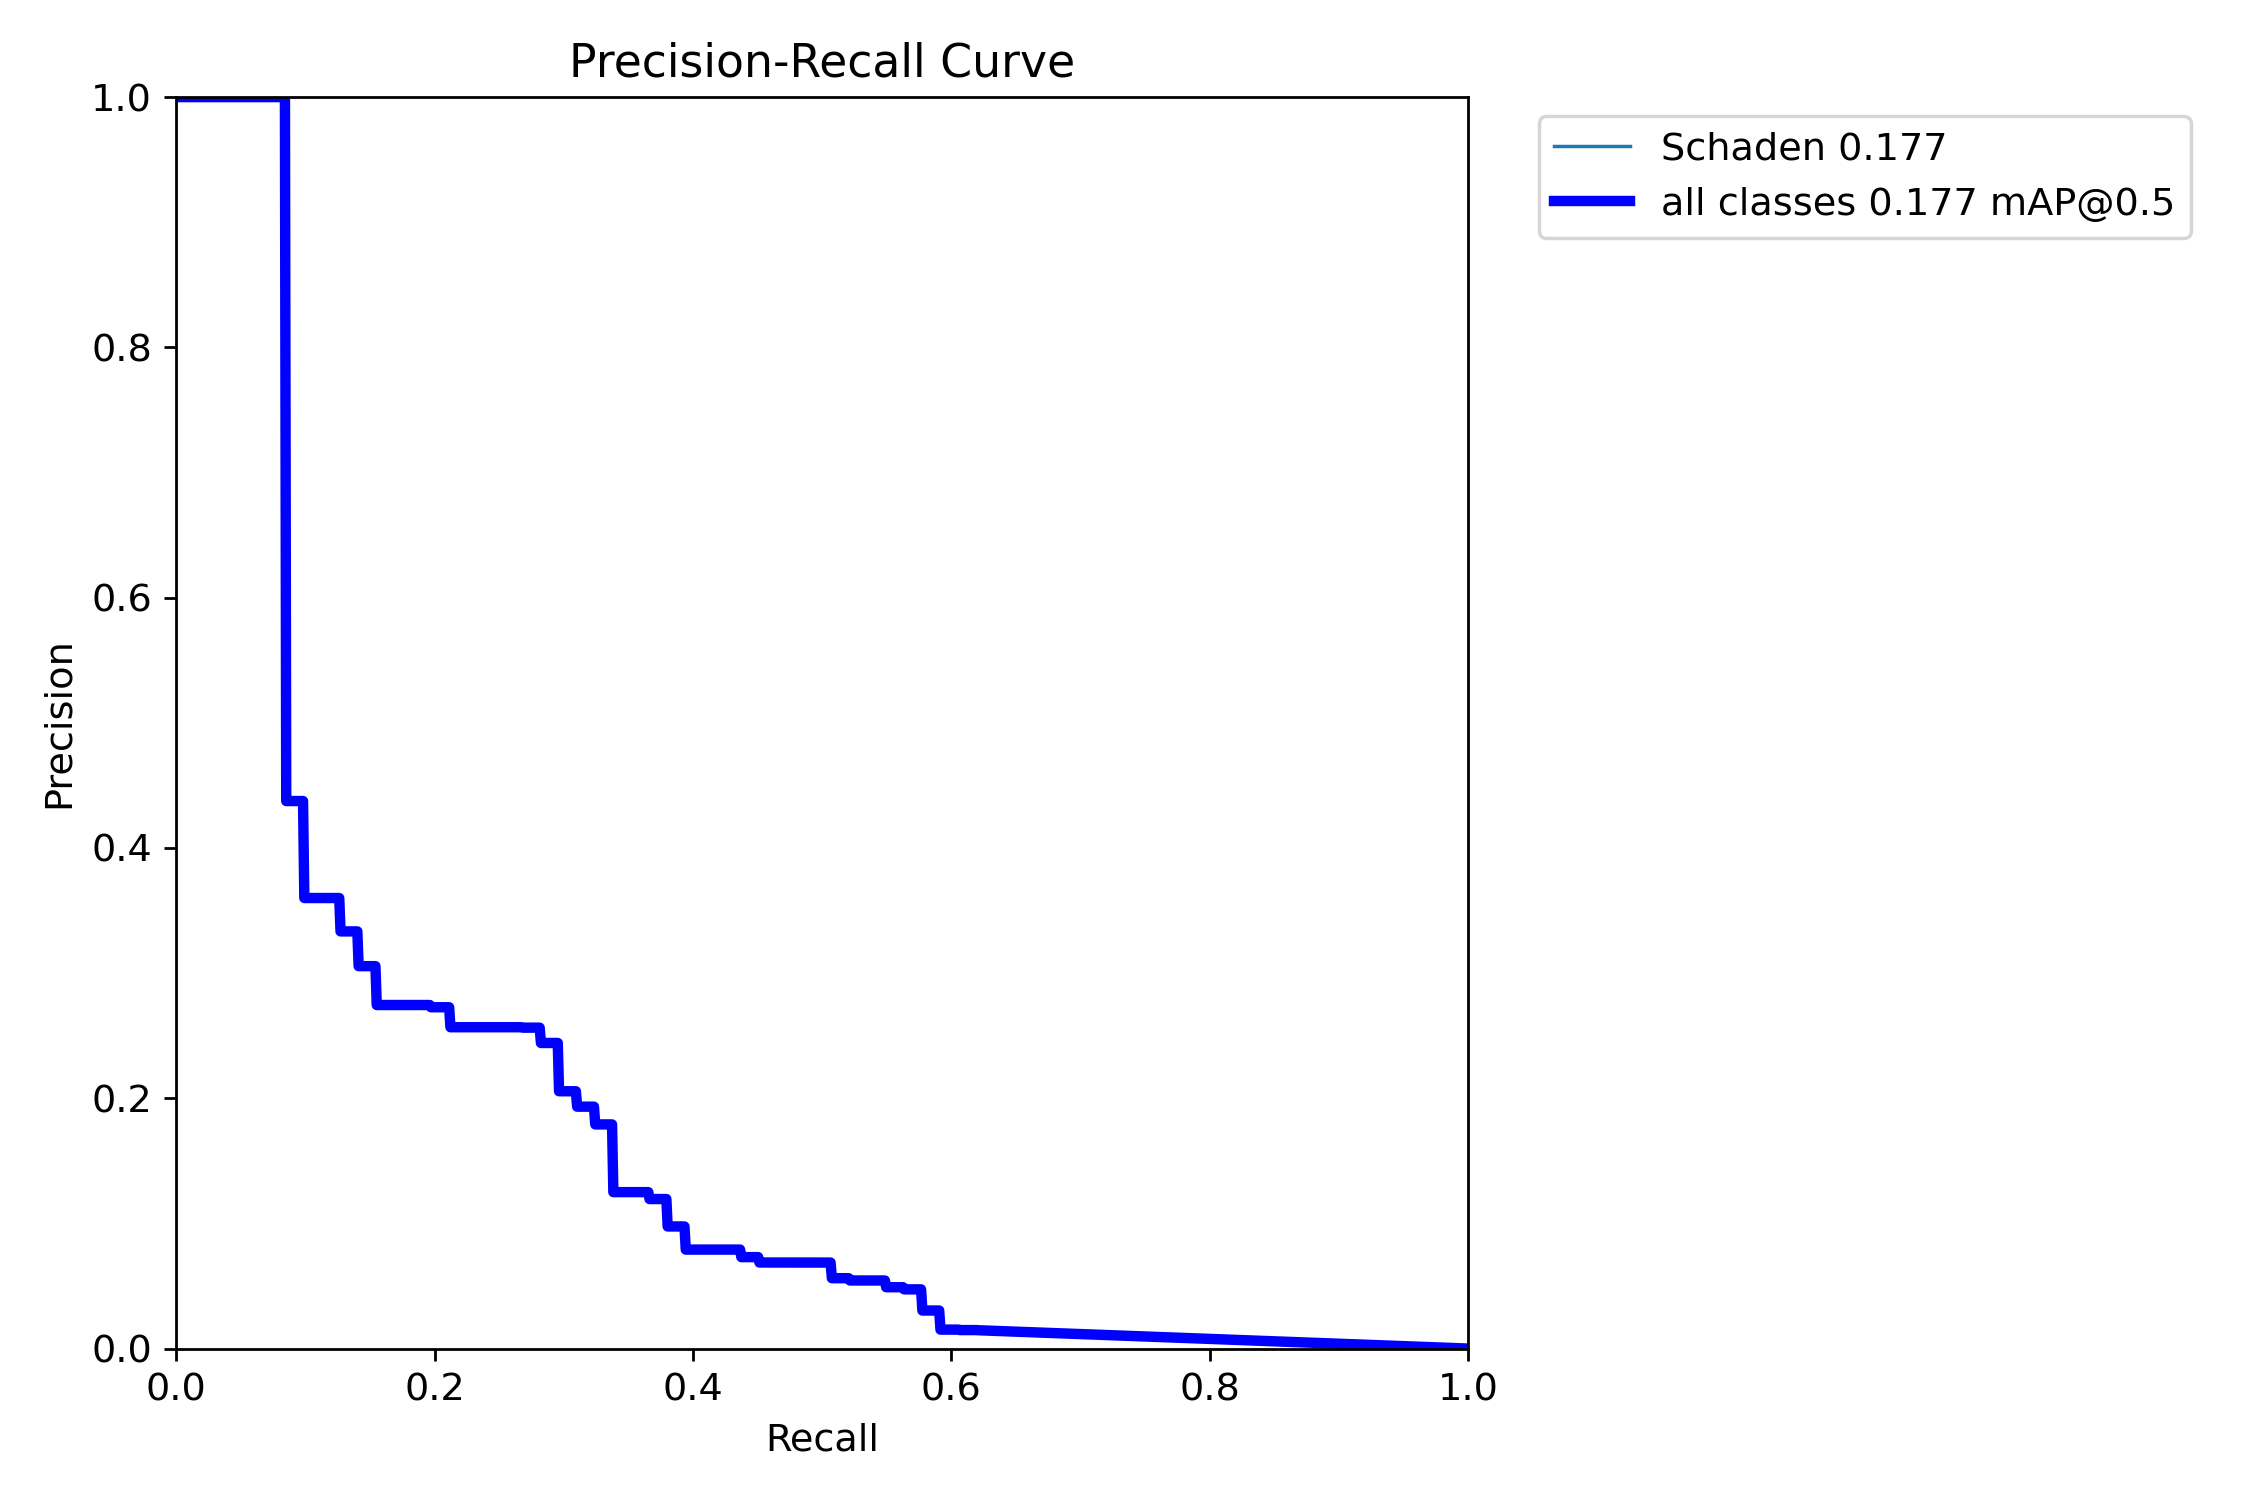 Precision-Recall Curve
1.0
0.8
0.6
0.4
0.2
0.0
Precision
0.0 0.2 0.4 0.6 0.8 1.0
Recall
Schaden 0.177
all classes 0.177 mAP@0.5